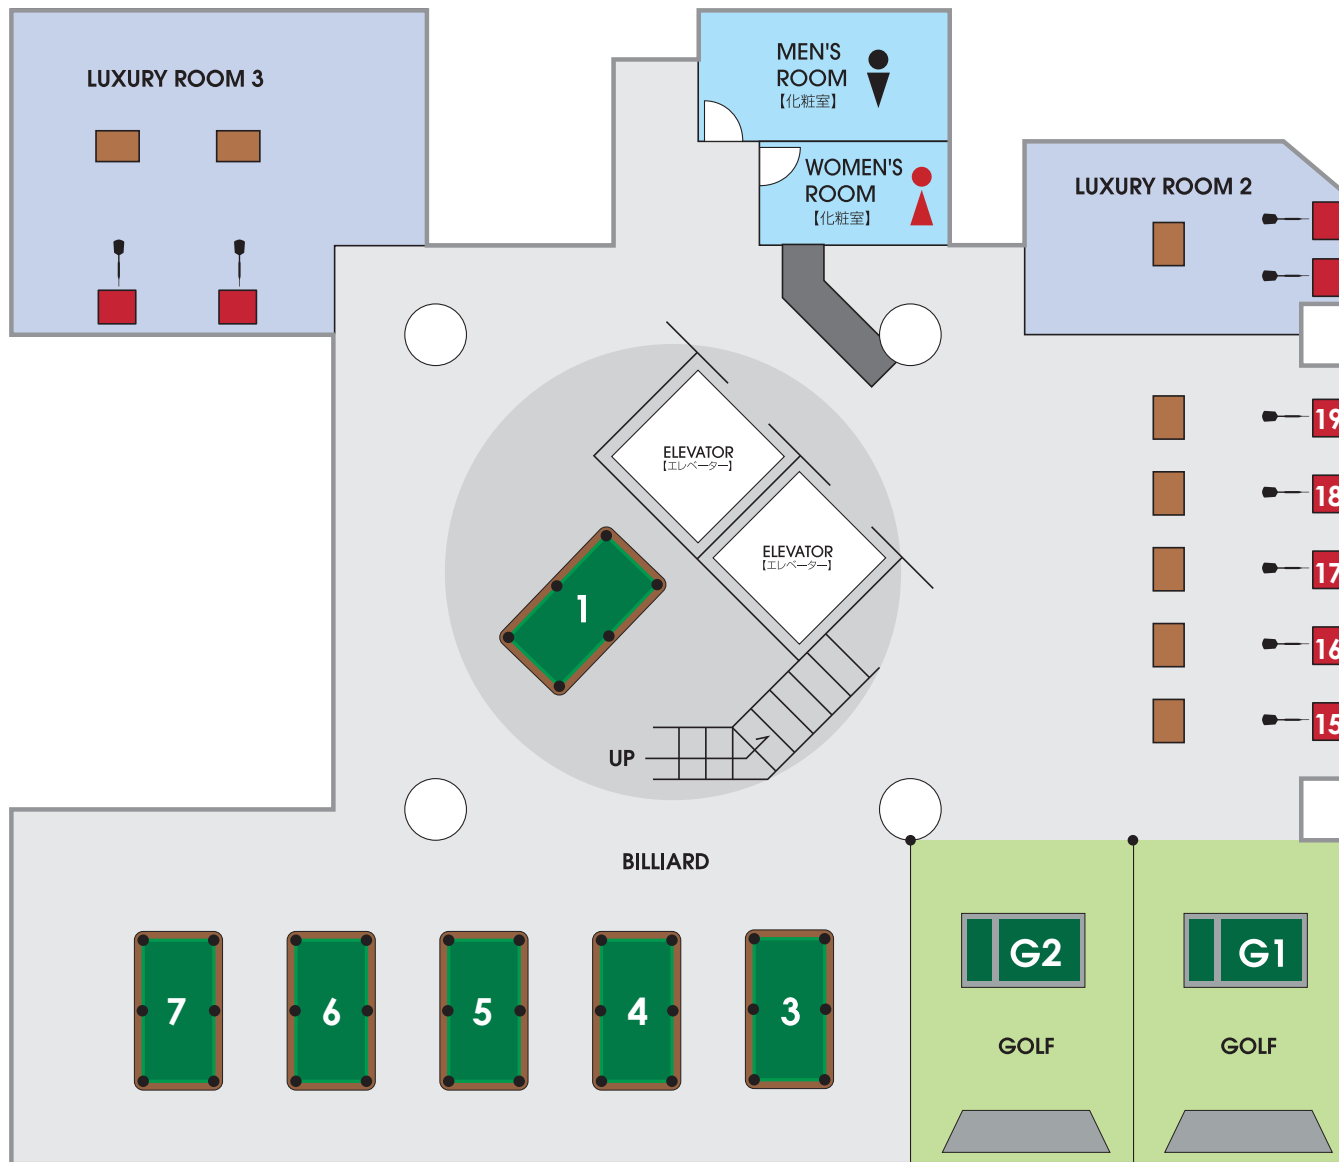 LUXURY ROOM 3
MEN'S
ROOM
【化粧室】
WOMEN'S
ROOM
【化粧室】
LUXURY ROOM 2
ELEVATOR
【エレベーター】
ELEVATOR
【エレベーター】
19
18
17
16
15
1
UP
BILLIARD
7
6
5
4
3
G2
G1
GOLF
GOLF